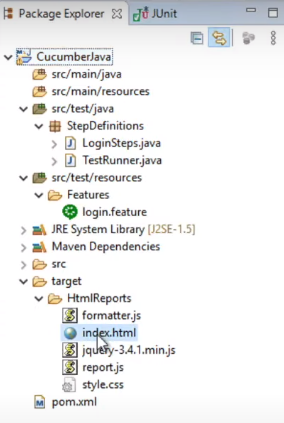 Package Explorer JUnit
CucumberJava
src/main/java
src/main/resources
src/test/java
StepDefinitions
LoginSteps.java
TestRunner.java
src/test/resources
Features
login.feature
JRE System Library [J2SE-1.5]
Maven Dependencies
src
target
HtmlReports
formatter.js
index.html
jquery-3.4.1.min.js
report.js
style.css
pom.xml